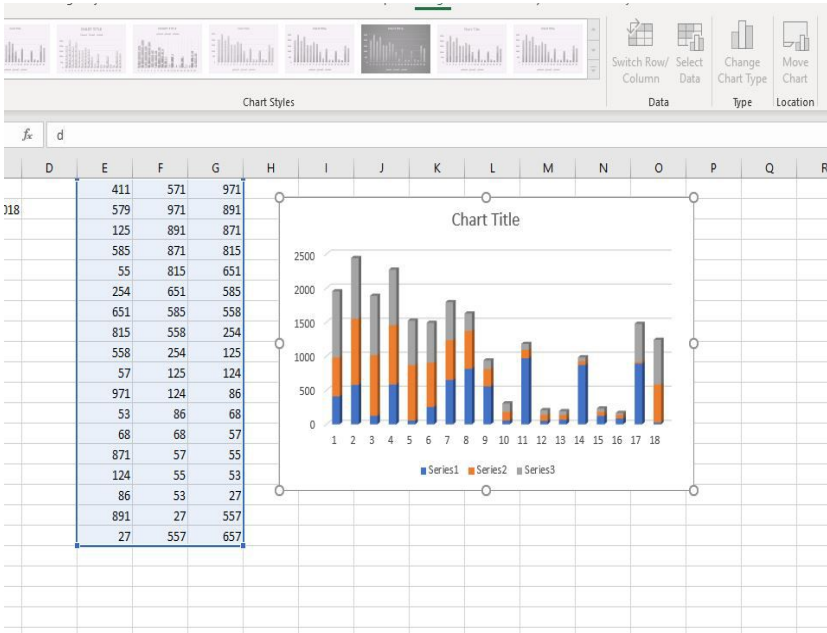 Switch Row/ Select Change Move
Column Data Chart Type Chart
Chart Styles Data Type Location
fx d
D E F G H I J K L M N O P Q R
411 571 971
018 579 971 891
125 891 871
585 871 815
55 815 651
254 651 585
651 585 558
815 558 254
558 254 125
57 125 124
971 124 86
53 86 68
68 68 57
871 57 55
124 55 53
86 53 27
891 27 557
27 557 657
Chart Title
2500
2000
1500
1000
500
0
1 2 3 4 5 6 7 8 9 10 11 12 13 14 15 16 17 18
Series1 Series2 Series3